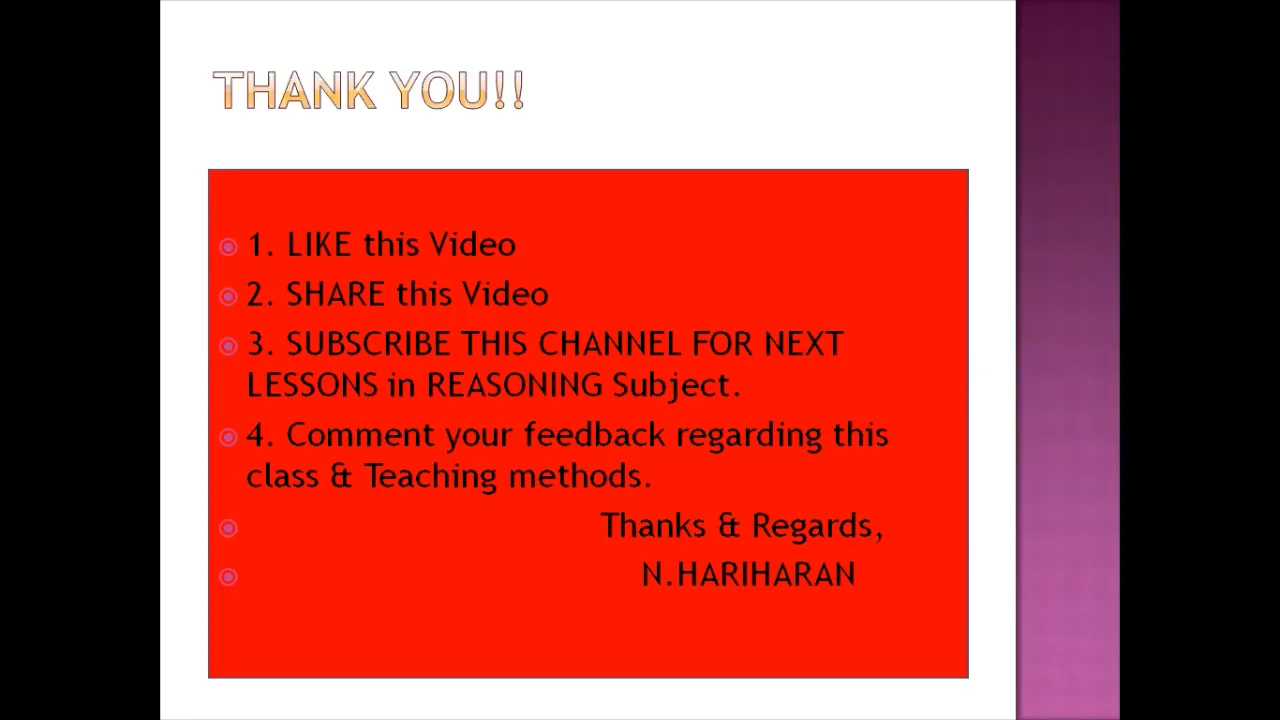 THANK YOU!!
1. LIKE this Video
2. SHARE this Video
3. SUBSCRIBE THIS CHANNEL FOR NEXT
LESSONS in REASONING Subject.
4. Comment your feedback regarding this
class & Teaching methods.
Thanks & Regards,
N.HARIHARAN